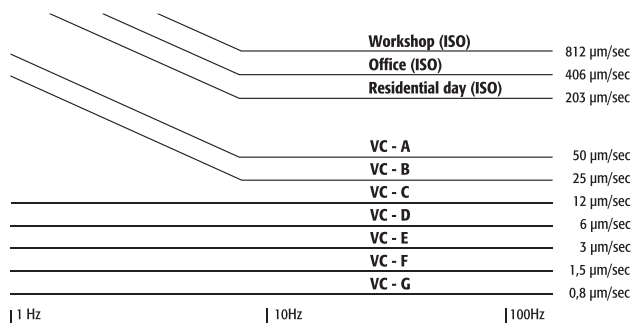 Workshop (ISO) 812 µm/sec
Office (ISO) 406 µm/sec
Residential day (ISO) 203 µm/sec
VC - A 50 µm/sec
VC - B 25 µm/sec
VC - C 12 µm/sec
VC - D 6 µm/sec
VC - E 3 µm/sec
VC - F 1,5 µm/sec
VC - G 0,8 µm/sec
1 Hz 10Hz 100Hz